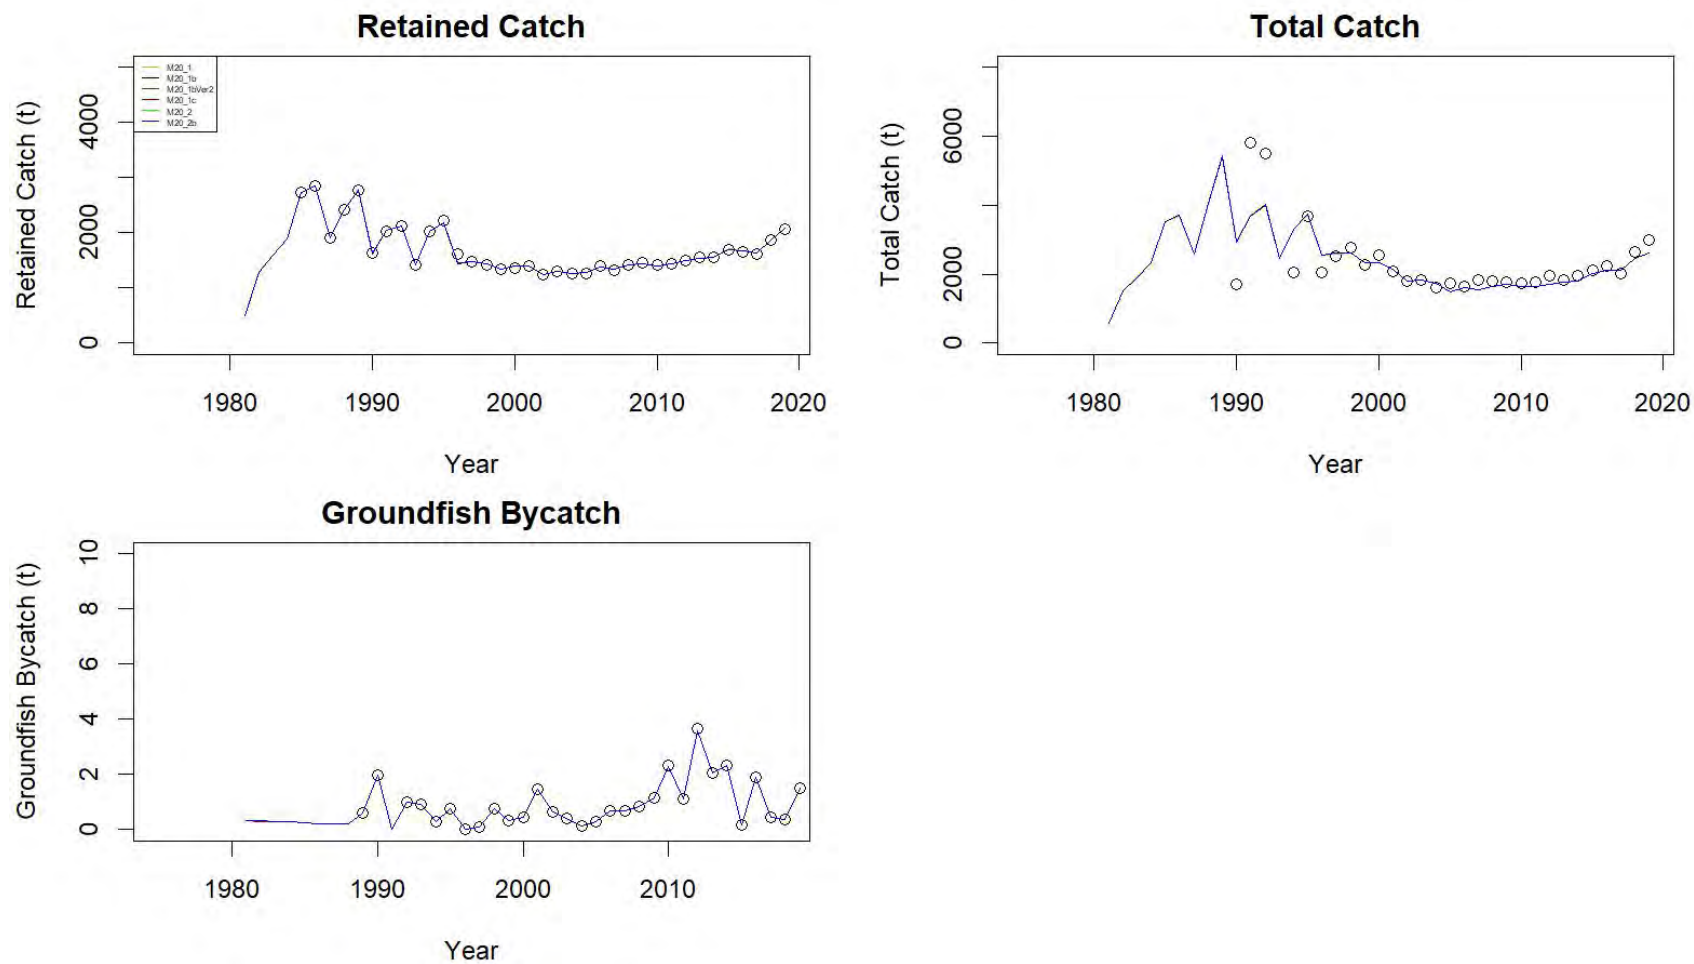 Retained Catch
Retained Catch (t)
0 2000 4000
M20_1
M20_1b
M20_1bVer2
M20_1c
M20_2
M20_2b
1980 1990 2000 2010 2020
Year
Total Catch
Total Catch (t)
0 2000 6000
1980 1990 2000 2010 2020
Year
Groundfish Bycatch
Groundfish Bycatch (t)
0 2 4 6 8 10
1980 1990 2000 2010
Year